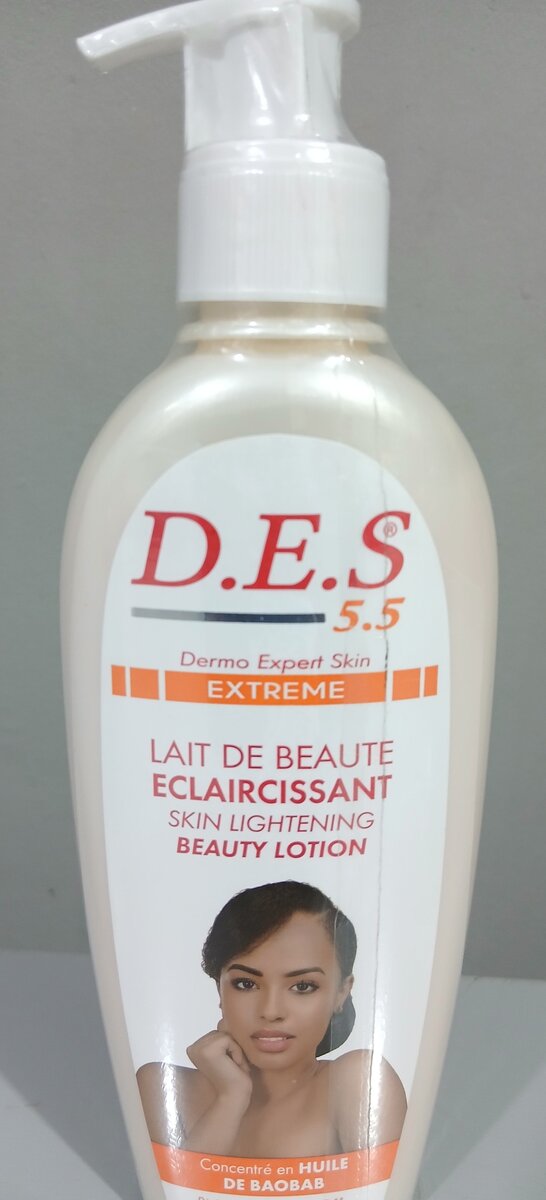 D.E.S®
5.5
Dermo Expert Skin
EXTREME
LAIT DE BEAUTE
ECLAIRCISSANT
SKIN LIGHTENING
BEAUTY LOTION
Concentré en HUILE
DE BAOBAB